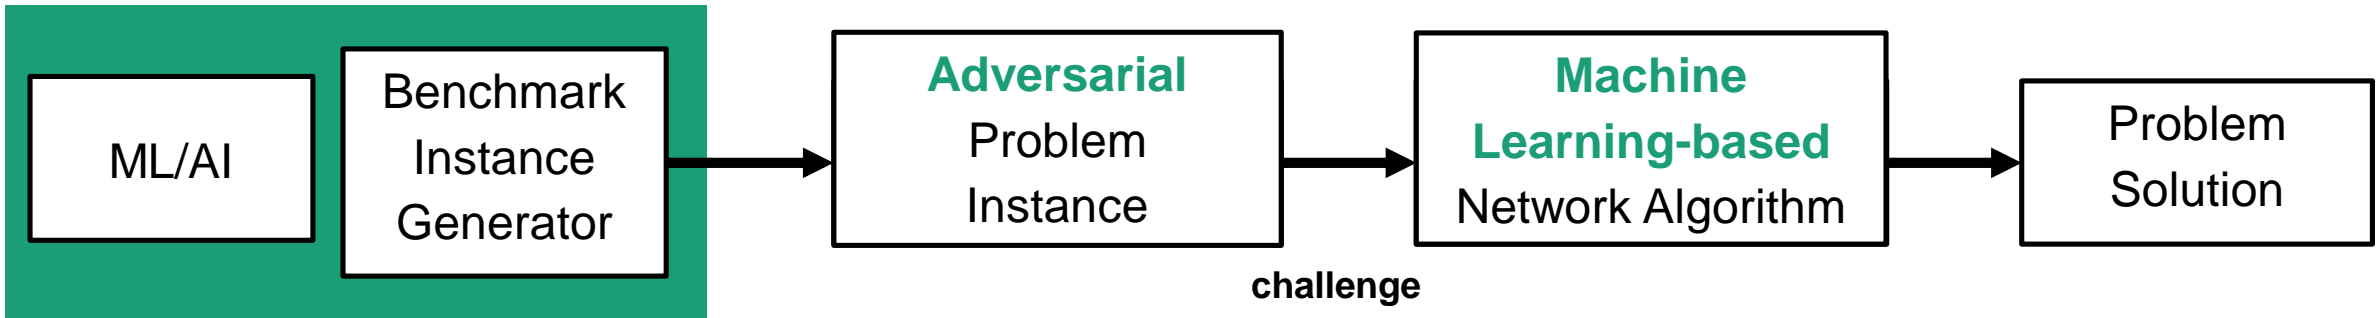 ML/AI
Benchmark
Instance
Generator
Adversarial
Problem
Instance
challenge
Machine
Learning-based
Network Algorithm
Problem
Solution